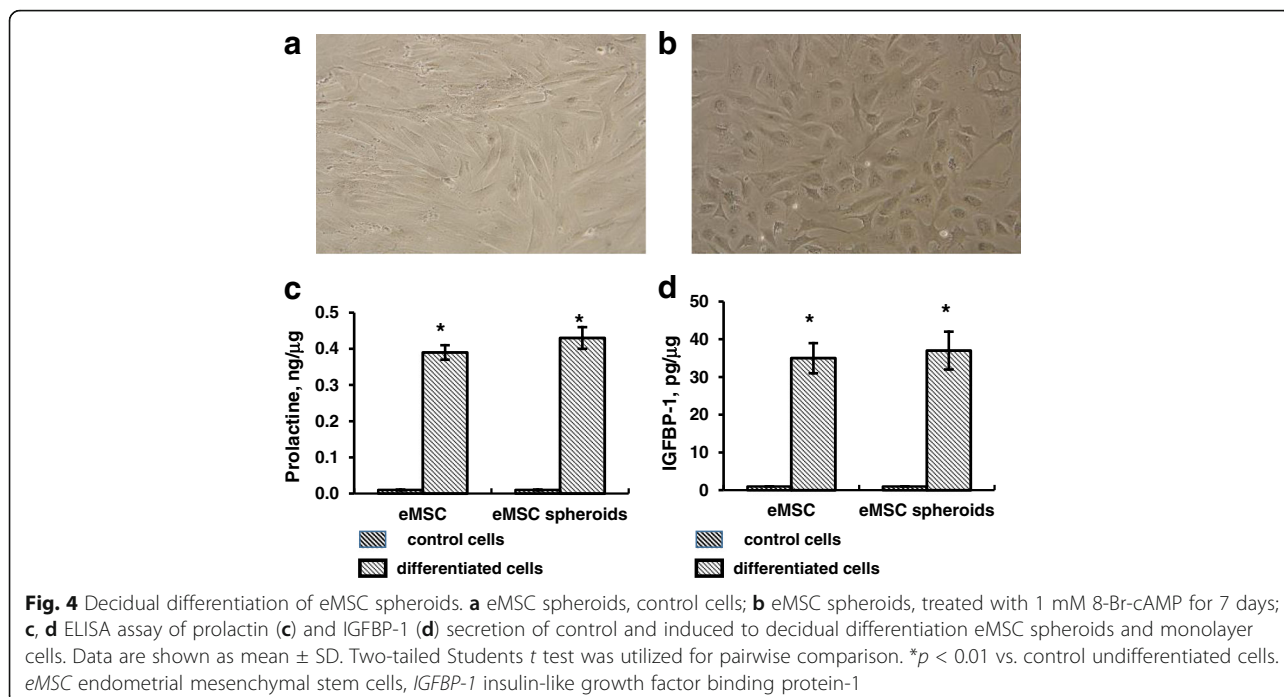 a
b
c
d
Prolactine, ng/μg
0.5
0.4
0.3
0.2
0.1
0.0
*
*
eMSC
eMSC spheroids
control cells
differentiated cells
IGFBP-1, pg/μg
50
40
30
20
10
0
*
*
eMSC
eMSC spheroids
control cells
differentiated cells
Fig. 4 Decidual differentiation of eMSC spheroids. a eMSC spheroids, control cells; b eMSC spheroids, treated with 1 mM 8-Br-cAMP for 7 days;
c, d ELISA assay of prolactin (c) and IGFBP-1 (d) secretion of control and induced to decidual differentiation eMSC spheroids and monolayer
cells. Data are shown as mean ± SD. Two-tailed Students t test was utilized for pairwise comparison. *p < 0.01 vs. control undifferentiated cells.
eMSC endometrial mesenchymal stem cells, IGFBP-1 insulin-like growth factor binding protein-1